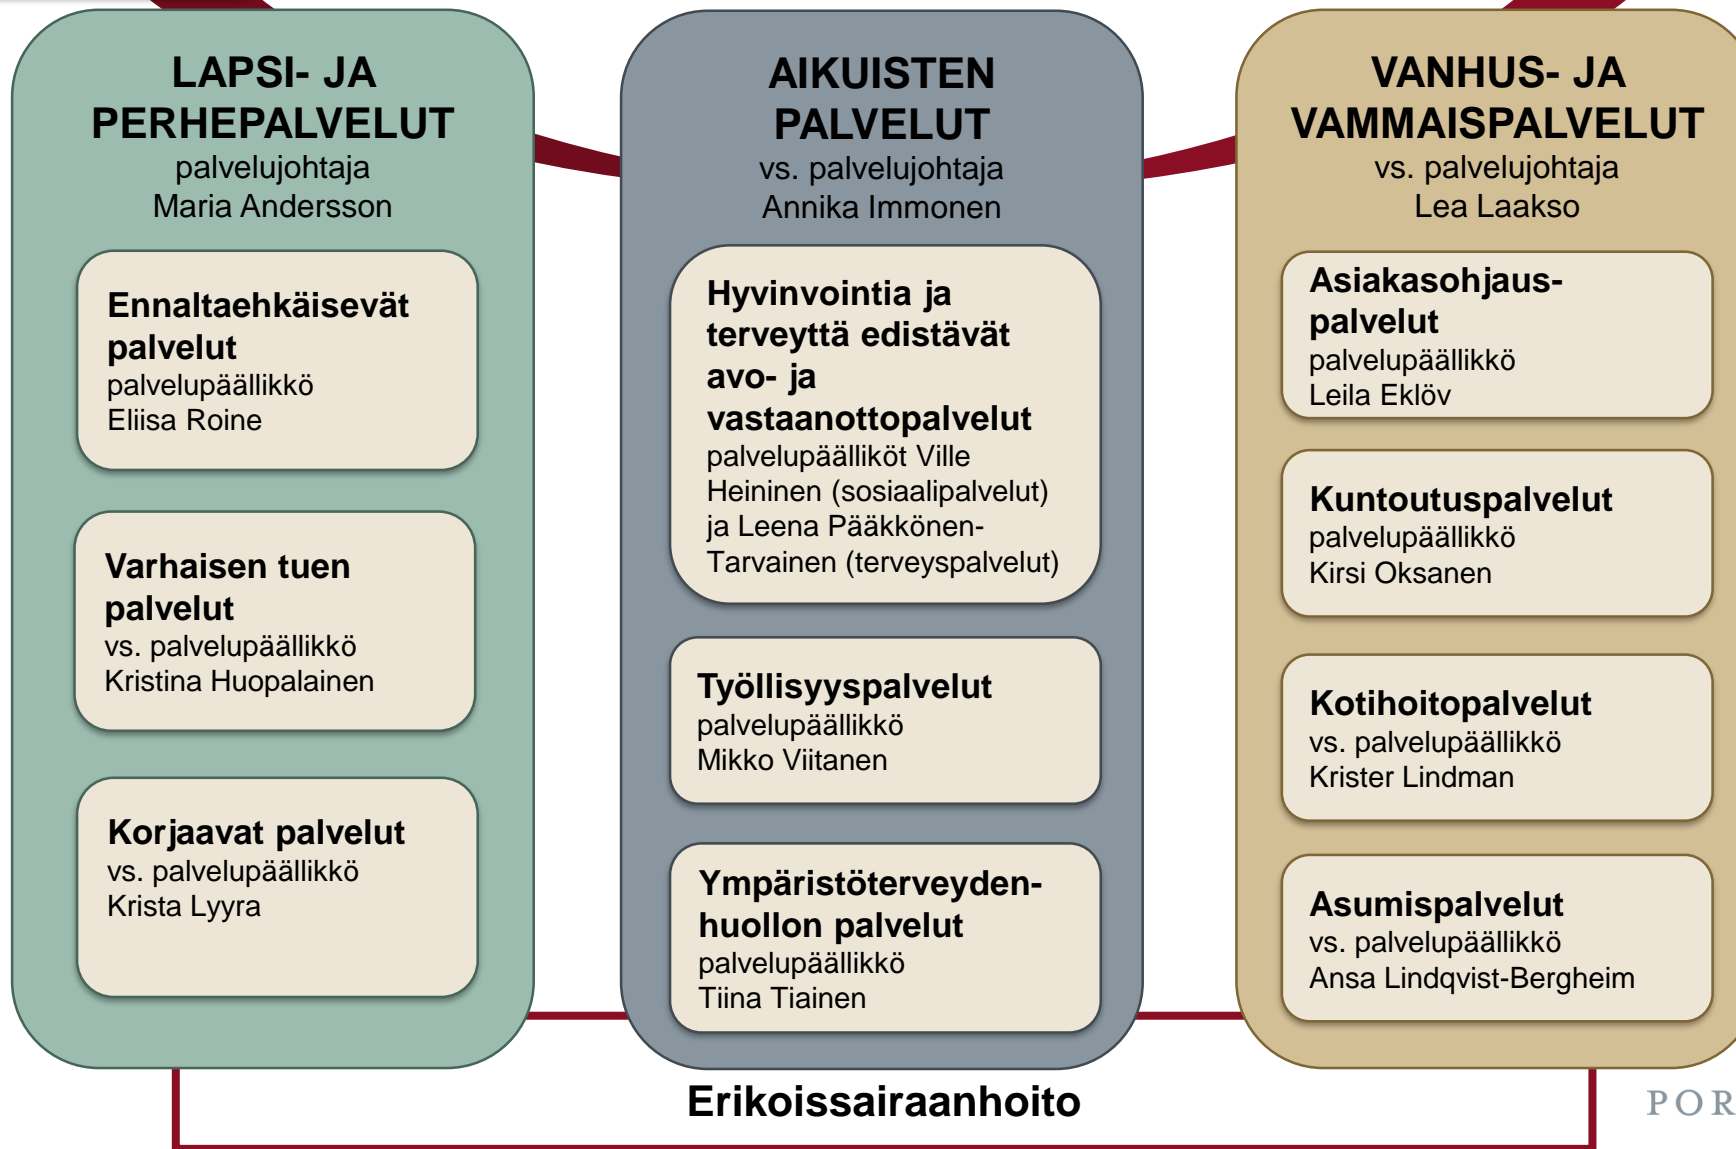 LAPSI- JA
PERHEPALVELUT
palvelujohtaja
Maria Andersson
Ennaltaehkäisevät
palvelut
palvelupäällikkö
Eliisa Roine
Varhaisen tuen
palvelut
vs. palvelupäällikkö
Kristina Huopalainen
Korjaavat palvelut
vs. palvelupäällikkö
Krista Lyyra
AIKUISTEN
PALVELUT
vs. palvelujohtaja
Annika Immonen
Hyvinvointia ja
terveyttä edistävät
avo- ja
vastaanottopalvelut
palvelupäälliköt Ville
Heininen (sosiaalipalvelut)
ja Leena Pääkkönen-
Tarvainen (terveyspalvelut)
Työllisyyspalvelut
palvelupäällikkö
Mikko Viitanen
Ympäristöterveyden-
huollon palvelut
palvelupäällikkö
Tiina Tiainen
VANHUS- JA
VAMMAISPALVELUT
vs. palvelujohtaja
Lea Laakso
Asiakasohjaus-
palvelut
palvelupäällikkö
Leila Eklöv
Kuntoutuspalvelut
palvelupäällikkö
Kirsi Oksanen
Kotihoitopalvelut
vs. palvelupäällikkö
Krister Lindman
Asumispalvelut
vs. palvelupäällikkö
Ansa Lindqvist-Bergheim
Erikoissairaanhoito
POR